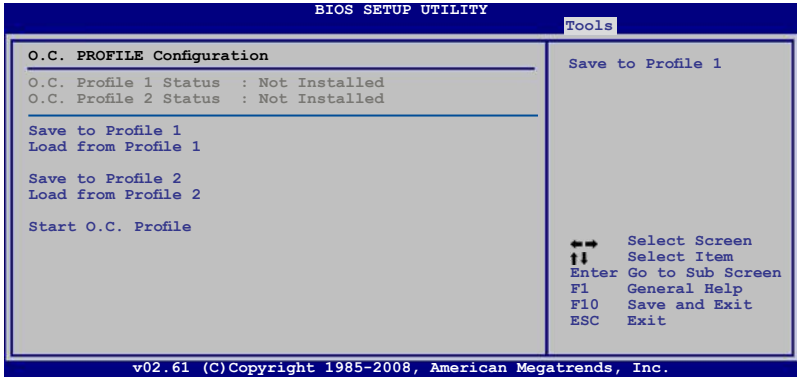 BIOS SETUP UTILITY
Tools
O.C. PROFILE Configuration
O.C. Profile 1 Status : Not Installed
O.C. Profile 2 Status : Not Installed
Save to Profile 1
Load from Profile 1
Save to Profile 2
Load from Profile 2
Start O.C. Profile
Save to Profile 1
Select Screen
Select Item
Enter Go to Sub Screen
F1 General Help
F10 Save and Exit
ESC Exit
v02.61 (C)Copyright 1985-2008, American Megatrends, Inc.